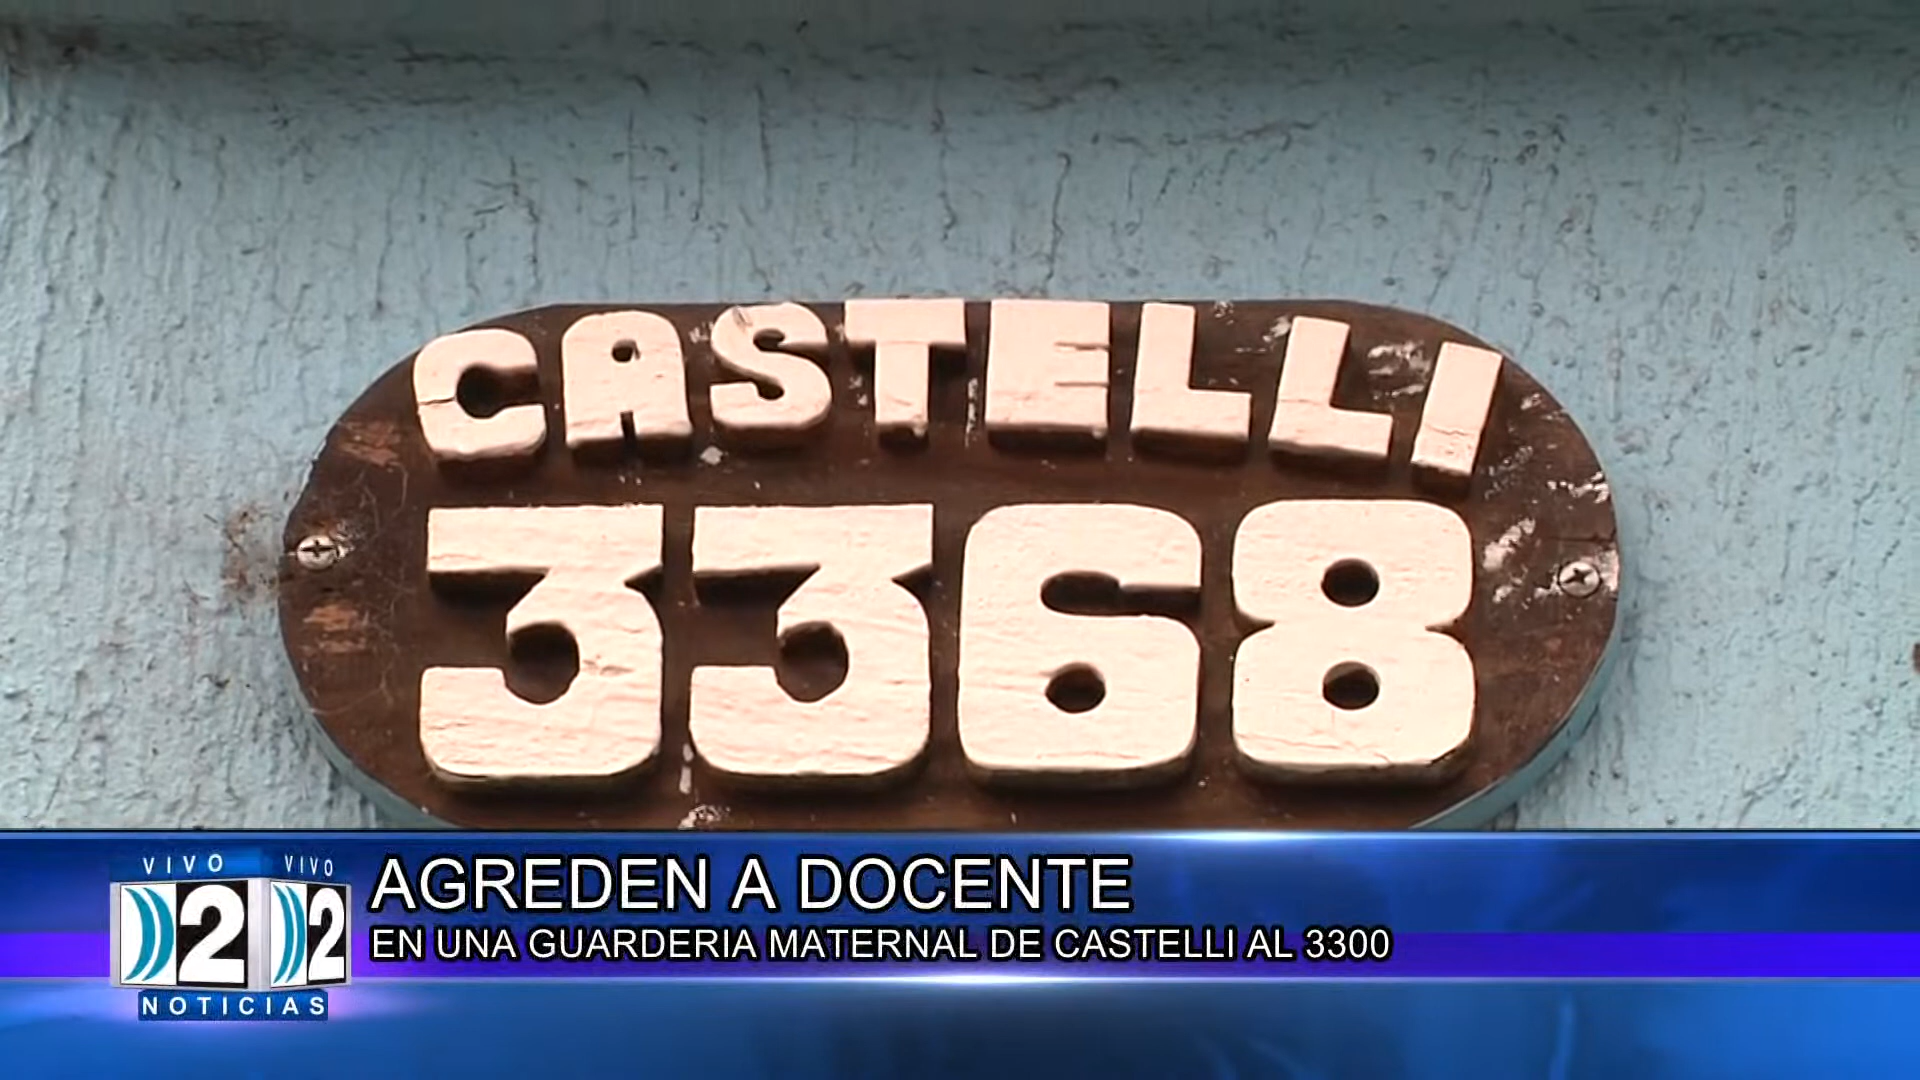 CASTELLI
3368
VIVO VIVO
2 2
NOTICIAS
AGREDEN A DOCENTE
EN UNA GUARDERIA MATERNAL DE CASTELLI AL 3300